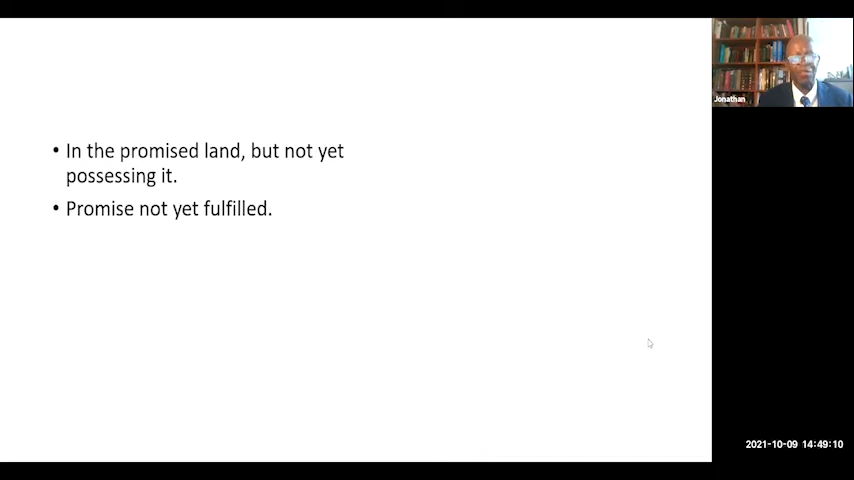 • In the promised land, but not yet
possessing it.
• Promise not yet fulfilled.
Jonathan
2021-10-09 14:49:10